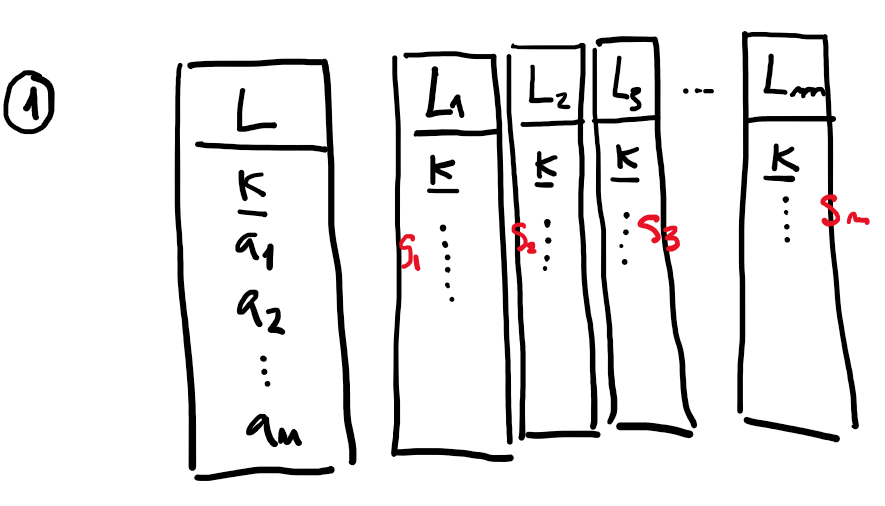 1
L L1 L2 L3 ... Lm
K K K K K
a1 S1 S2 S3 Sm
a2
⋮
an